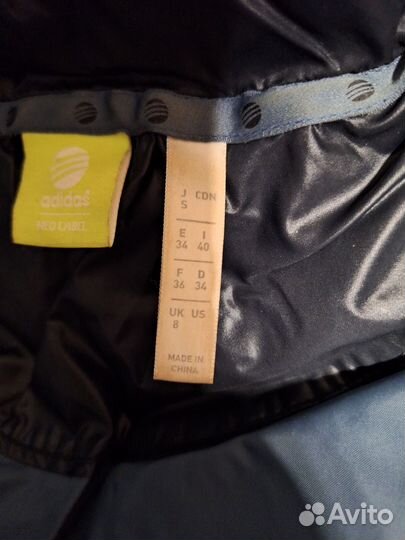 adidas
NEO LABEL
J CDN
S
E I
34 40
F D
36 34
UK US
8
MADE IN
CHINA
Avito